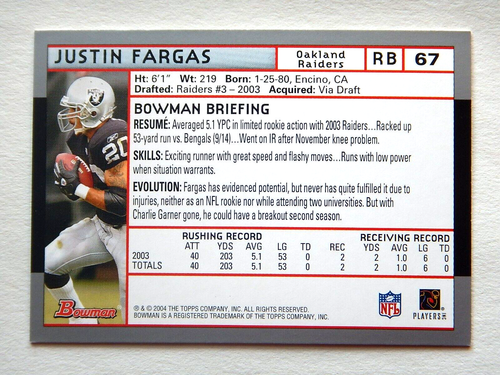 JUSTIN FARGAS
Oakland
Raiders
RB
67
Ht: 6'1" Wt: 219 Born: 1-25-80, Encino, CA
Drafted: Raiders #3 – 2003 Acquired: Via Draft
BOWMAN BRIEFING
RESUMÉ: Averaged 5.1 YPC in limited rookie action with 2003 Raiders...Racked up
53-yard run vs. Bengals (9/14)...Went on IR after November knee problem.
SKILLS: Exciting runner with great speed and flashy moves...Runs with low power
when situation warrants.
EVOLUTION: Fargas has evidenced potential, but never has quite fulfilled it due to
injuries, neither as an NFL rookie nor while attending two universities. But with
Charlie Garner gone, he could have a breakout second season.
RUSHING RECORD RECEIVING RECORD
ATT YDS AVG LG TD REC YDS AVG LG TD
2003 40 203 5.1 53 0 2 2 1.0 6 0
TOTALS 40 203 5.1 53 0 2 2 1.0 6 0
20
Bowman
® & © 2004 THE TOPPS COMPANY, INC. ALL RIGHTS RESERVED.
BOWMAN IS A REGISTERED TRADEMARK OF THE TOPPS COMPANY, INC.
NFL
PLAYERS